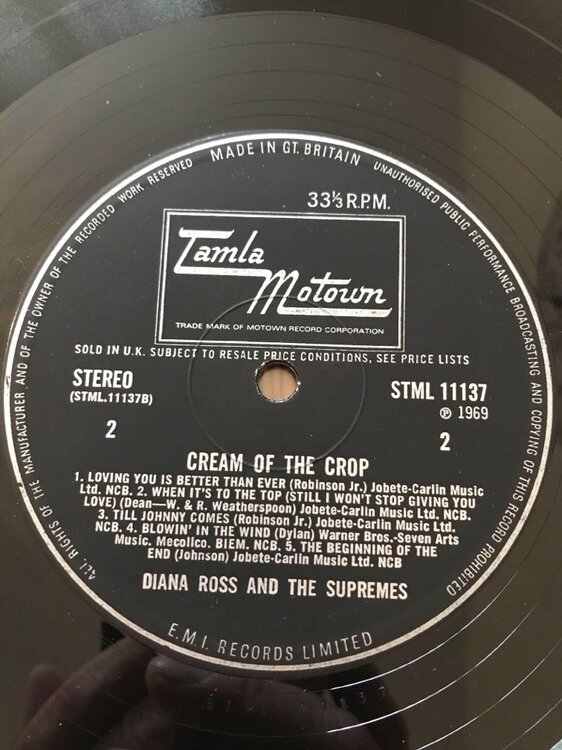 MADE IN GT. BRITAIN
UNAUTHORISED PUBLIC PERFORMANCE BROADCASTING AND COPYING OF THIS RECORD PROHIBITED
ALL RIGHTS OF THE MANUFACTURER AND OF THE OWNER OF THE RECORDED WORK RESERVED
33⅓ R.P.M.
Tamla
Motown
TRADE MARK OF MOTOWN RECORD CORPORATION
SOLD IN U.K. SUBJECT TO RESALE PRICE CONDITIONS, SEE PRICE LISTS
STEREO
(STML.11137B)
2
STML 11137
℗ 1969
2
CREAM OF THE CROP
1. LOVING YOU IS BETTER THAN EVER (Robinson Jr.) Jobete-Carlin Music
Ltd. NCB. 2. WHEN IT'S TO THE TOP (STILL I WON'T STOP GIVING YOU
LOVE) (Dean—W. & R. Weatherspoon) Jobete-Carlin Music Ltd. NCB.
3. TILL JOHNNY COMES (Robinson Jr.) Jobete-Carlin Music Ltd.
NCB. 4. BLOWIN' IN THE WIND (Dylan) Warner Bros.-Seven Arts
Music. Mecolico. BIEM. NCB. 5. THE BEGINNING OF THE
END (Johnson) Jobete-Carlin Music Ltd. NCB
DIANA ROSS AND THE SUPREMES
E.M.I. RECORDS LIMITED